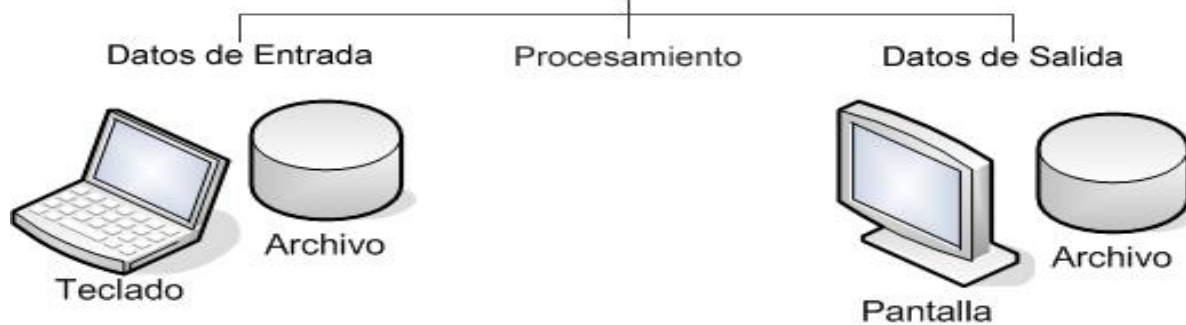 Datos de Entrada
Procesamiento
Datos de Salida
Archivo
Teclado
Archivo
Pantalla